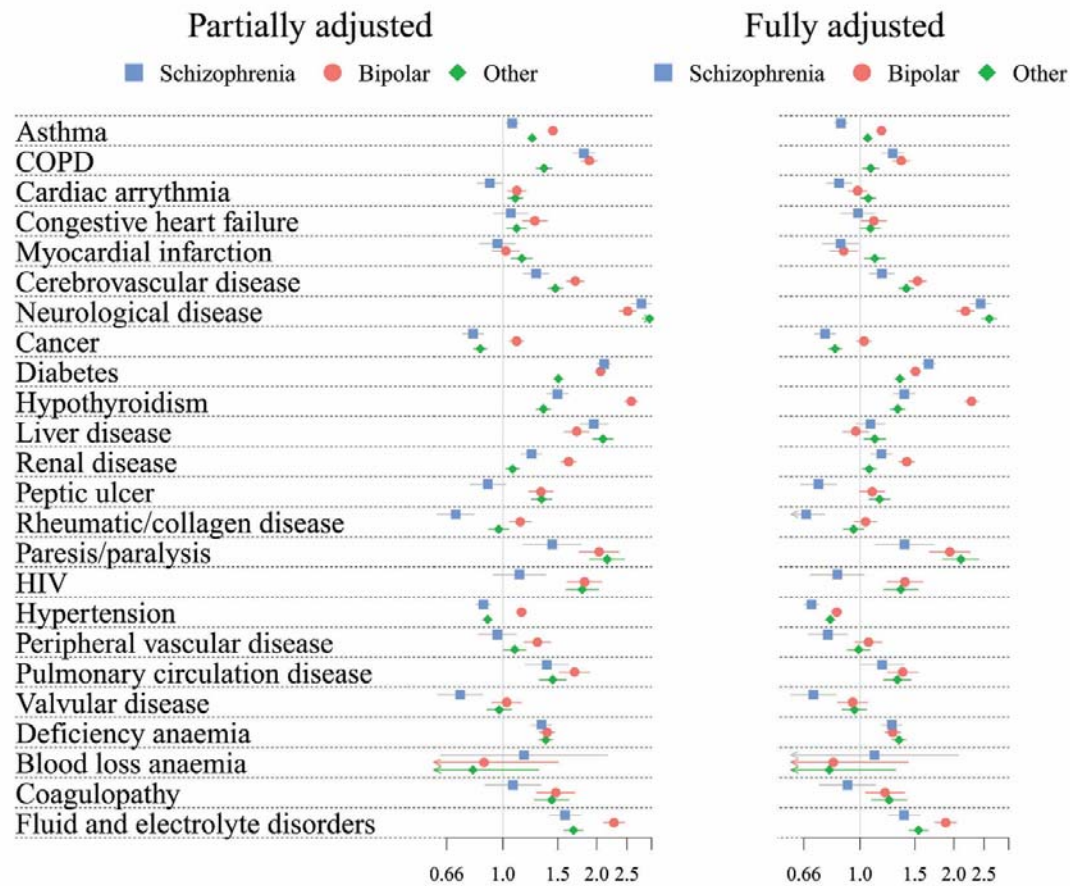 Partially adjusted Fully adjusted
Schizophrenia Bipolar Other Schizophrenia Bipolar Other
Asthma
COPD
Cardiac arrythmia
Congestive heart failure
Myocardial infarction
Cerebrovascular disease
Neurological disease
Cancer
Diabetes
Hypothyroidism
Liver disease
Renal disease
Peptic ulcer
Rheumatic/collagen disease
Paresis/paralysis
HIV
Hypertension
Peripheral vascular disease
Pulmonary circulation disease
Valvular disease
Deficiency anaemia
Blood loss anaemia
Coagulopathy
Fluid and electrolyte disorders
0.66 1.0 1.5 2.0 2.5 0.66 1.0 1.5 2.0 2.5